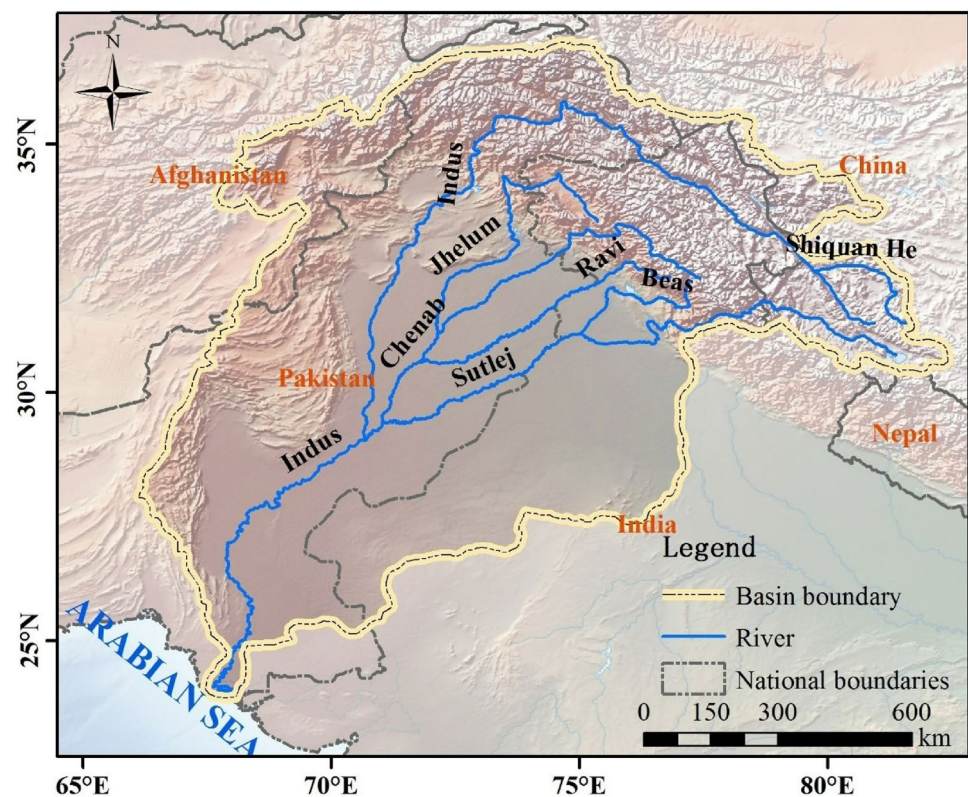 N
35°N
30°N
25°N
Afghanistan
China
Indus
Shiquan He
Jhelum
Ravi
Beas
Chenab
Pakistan
Sutlej
Nepal
Indus
India
ARABIAN SEA
Legend
Basin boundary
River
National boundaries
0 150 300 600
km
65°E 70°E 75°E 80°E